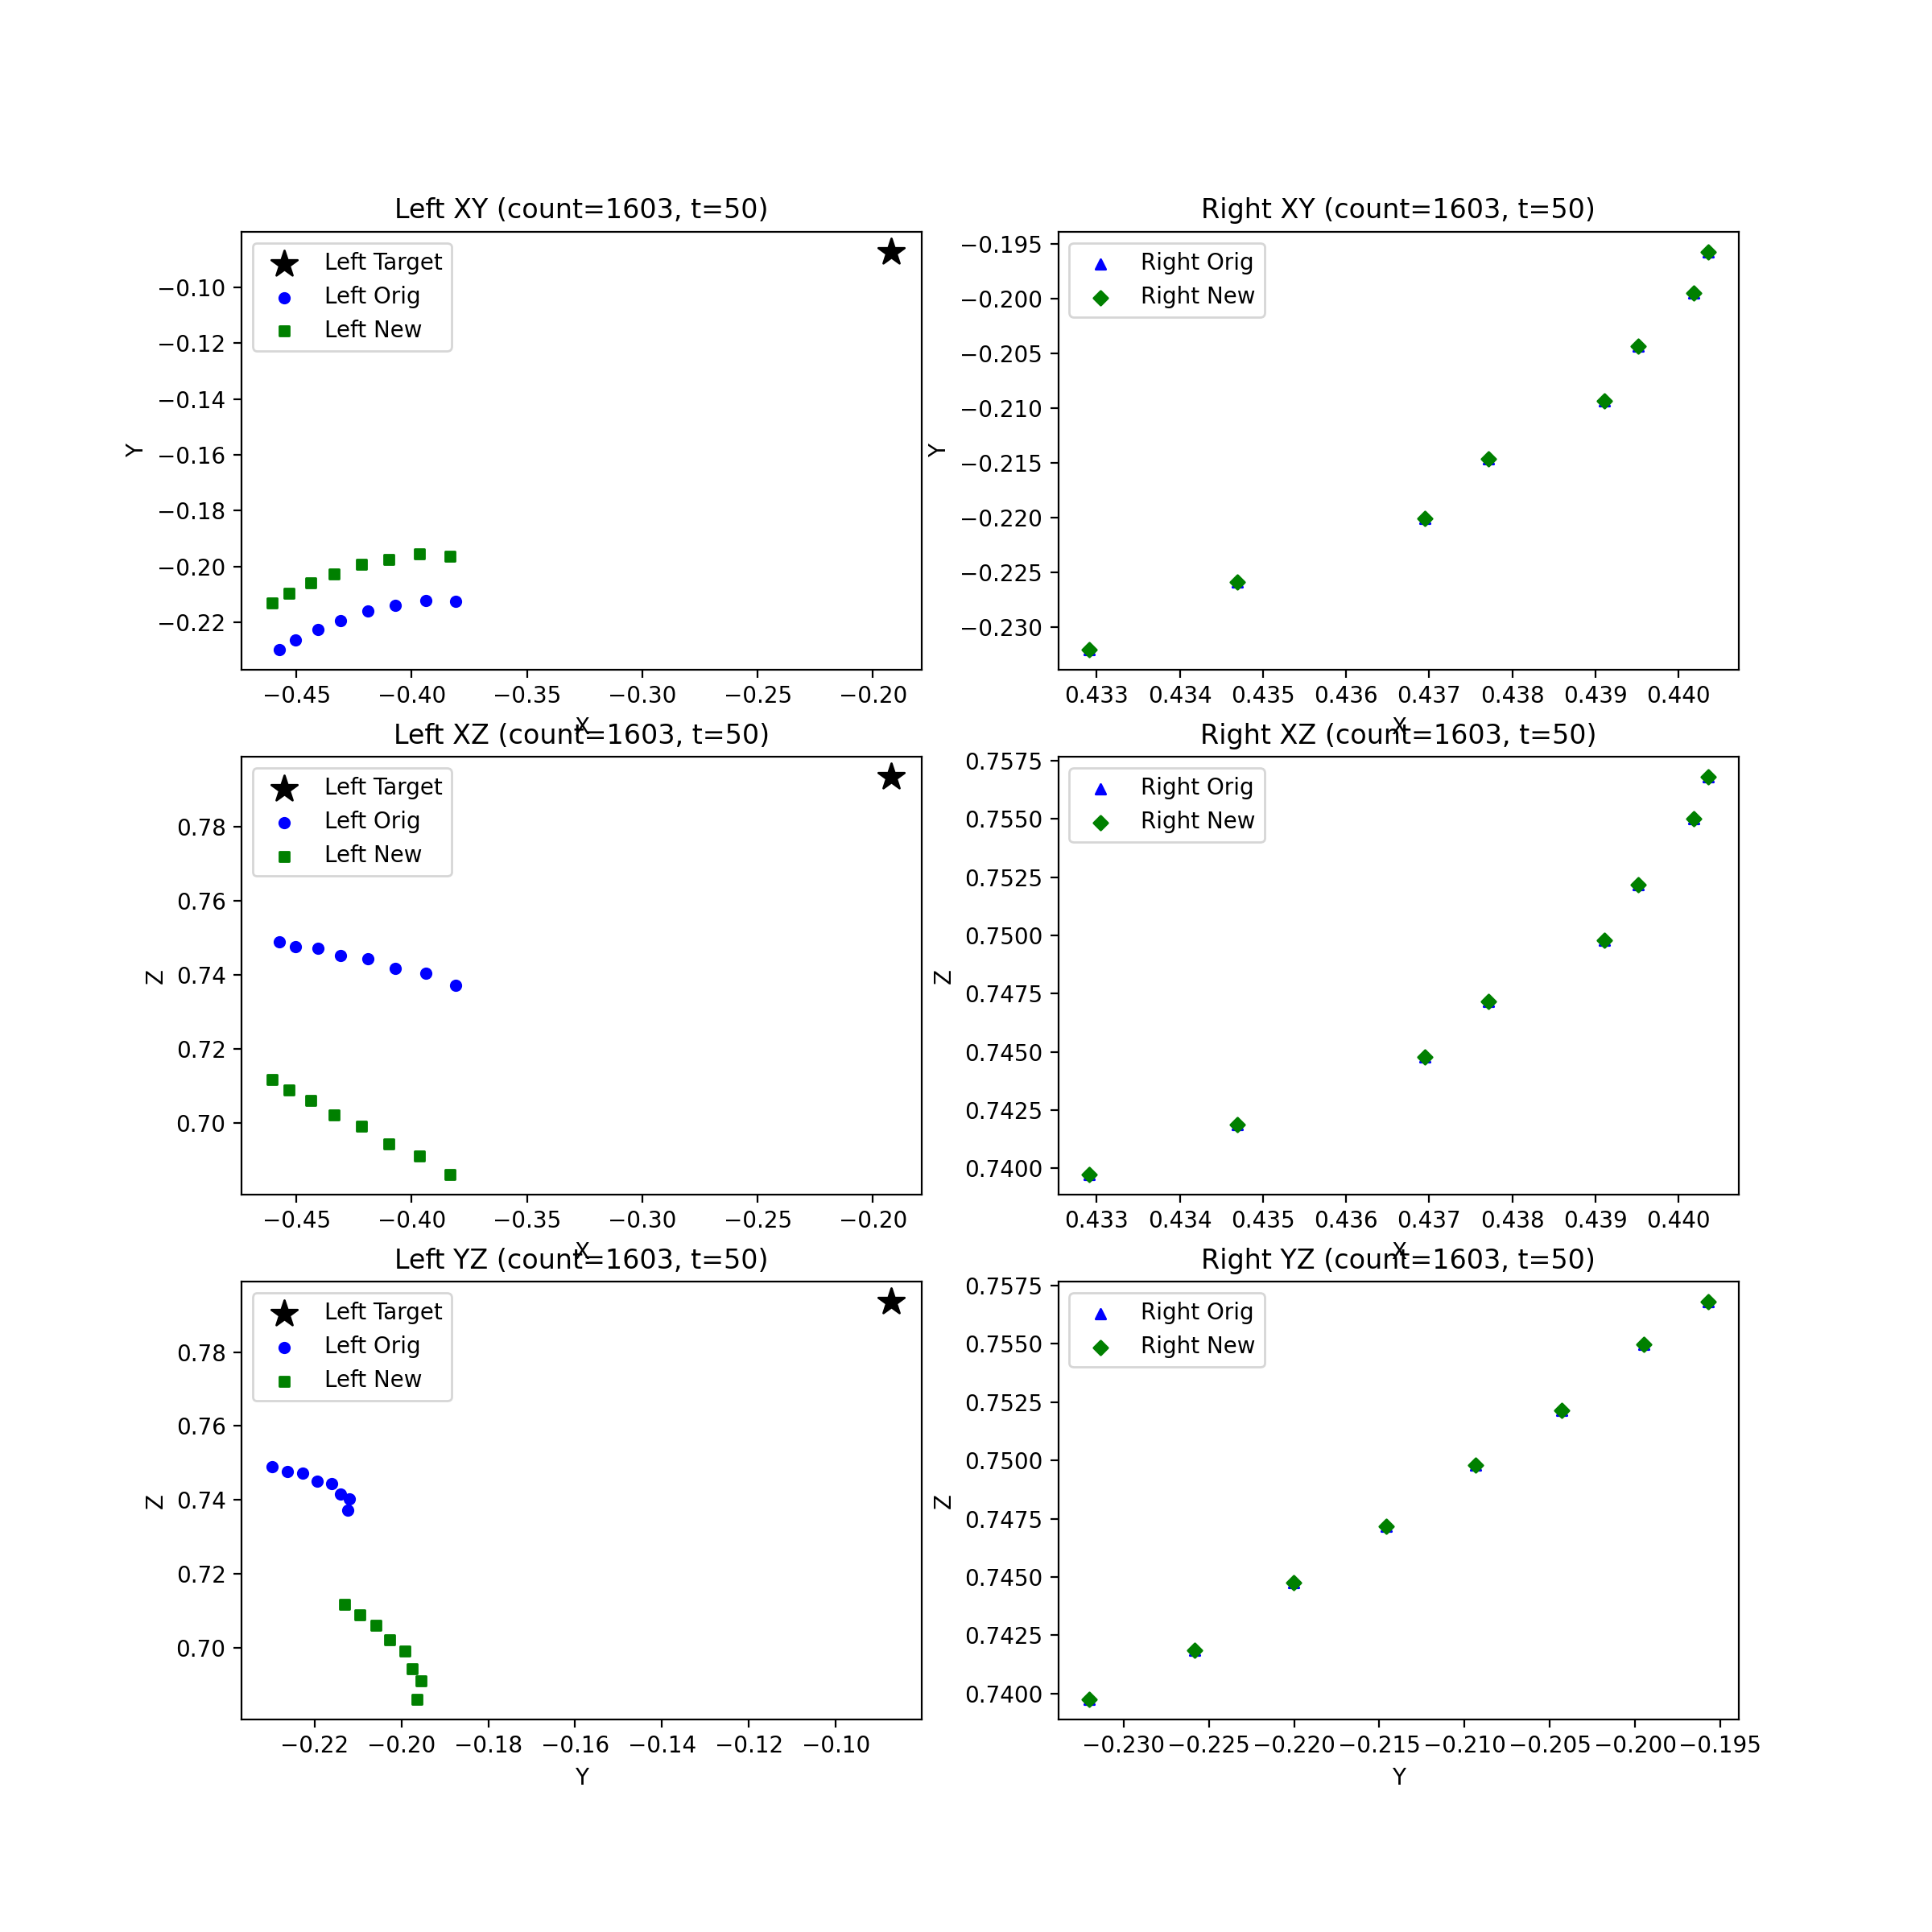 Left XY (count=1603, t=50)
Left Target
Left Orig
Left New
−0.10
−0.12
−0.14
−0.16
−0.18
−0.20
−0.22
Y
−0.45 −0.40 −0.35 −0.30 −0.25 −0.20
X
Right XY (count=1603, t=50)
Right Orig
Right New
−0.195
−0.200
−0.205
−0.210
−0.215
−0.220
−0.225
−0.230
Y
0.433 0.434 0.435 0.436 0.437 0.438 0.439 0.440
X
Left XZ (count=1603, t=50)
Left Target
Left Orig
Left New
0.78
0.76
0.74
0.72
0.70
Z
−0.45 −0.40 −0.35 −0.30 −0.25 −0.20
X
Right XZ (count=1603, t=50)
Right Orig
Right New
0.7575
0.7550
0.7525
0.7500
0.7475
0.7450
0.7425
0.7400
Z
0.433 0.434 0.435 0.436 0.437 0.438 0.439 0.440
X
Left YZ (count=1603, t=50)
Left Target
Left Orig
Left New
0.78
0.76
0.74
0.72
0.70
Z
−0.22 −0.20 −0.18 −0.16 −0.14 −0.12 −0.10
Y
Right YZ (count=1603, t=50)
Right Orig
Right New
0.7575
0.7550
0.7525
0.7500
0.7475
0.7450
0.7425
0.7400
Z
−0.230 −0.225 −0.220 −0.215 −0.210 −0.205 −0.200 −0.195
Y